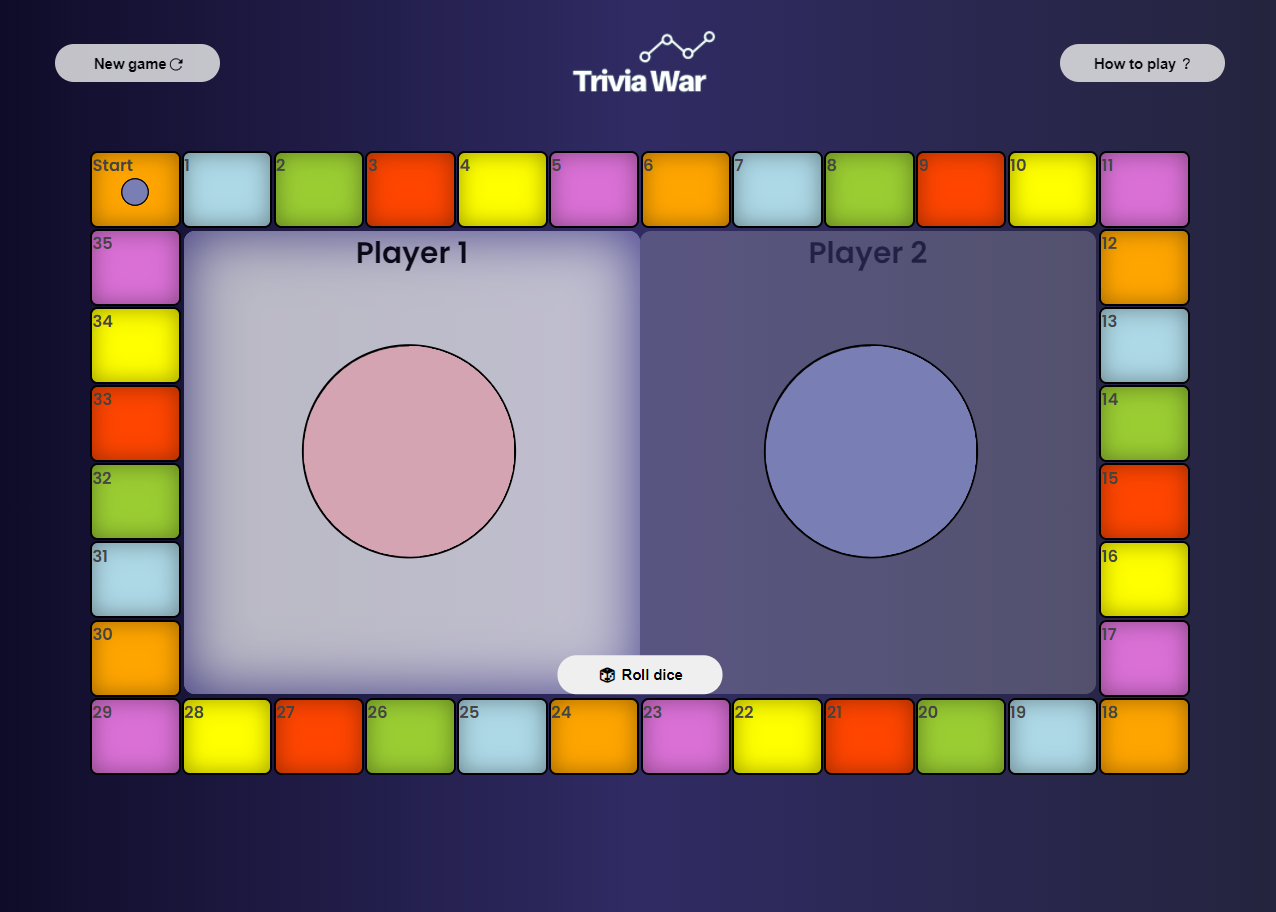 New game
Trivia War
How to play ?
Start 1 2 3 4 5 6 7 8 9 10 11
35 Player 1 Player 2 12
34 13
33 14
32 15
31 16
30 17
Roll dice
29 28 27 26 25 24 23 22 21 20 19 18